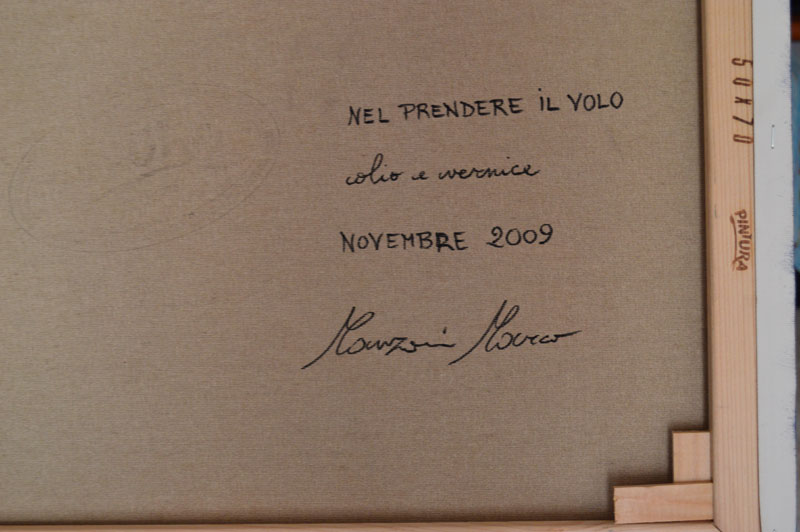 NEL PRENDERE IL VOLO
olio e vernice
NOVEMBRE 2009
Manzoni Marco
50X70
PINTURA